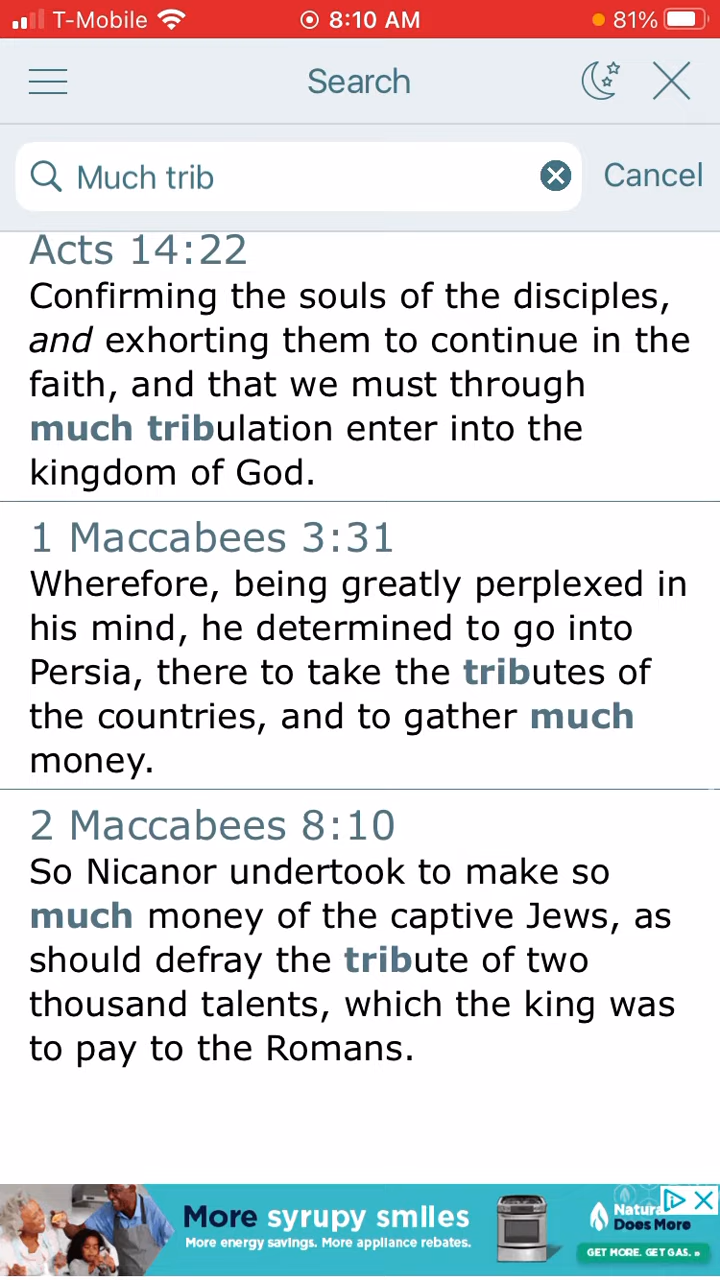 T-Mobile 8:10 AM 81%
Search
Much trib Cancel
Acts 14:22
Confirming the souls of the disciples,
and exhorting them to continue in the
faith, and that we must through
much tribulation enter into the
kingdom of God.
1 Maccabees 3:31
Wherefore, being greatly perplexed in
his mind, he determined to go into
Persia, there to take the tributes of
the countries, and to gather much
money.
2 Maccabees 8:10
So Nicanor undertook to make so
much money of the captive Jews, as
should defray the tribute of two
thousand talents, which the king was
to pay to the Romans.
More syrupy smiles
More energy savings. More appliance rebates.
Does More
GET MORE. GET GAS. »